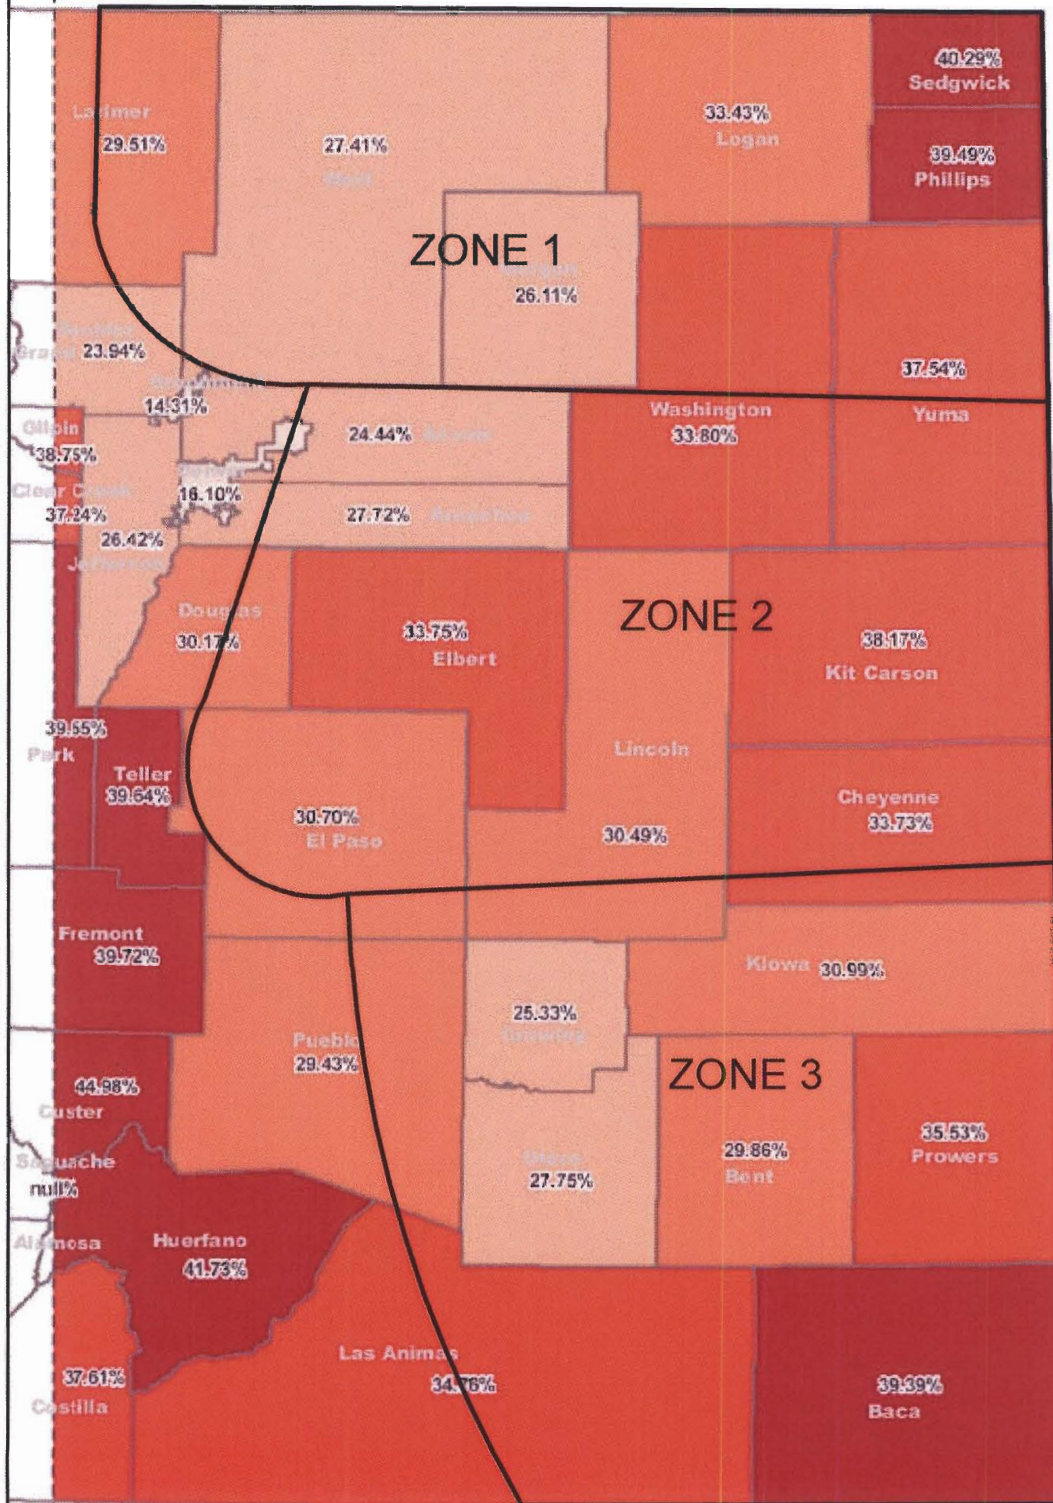 Larimer
29.51%
27.41%
Weld
33.43%
Logan
40.29%
Sedgwick
39.49%
Phillips
ZONE 1
26.11%
Boulder
Grand
23.94%
14.31%
37.54%
Yuma
Washington
33.80%
Gilpin
38.75%
24.44%
Clear Creek
37.24%
16.10%
27.72%
26.42%
Jefferson
Douglas
30.17%
33.75%
Elbert
ZONE 2
38.17%
Kit Carson
39.55%
Park
Teller
39.64%
Lincoln
30.49%
30.70%
El Paso
Cheyenne
33.73%
Fremont
39.72%
Kiowa 30.99%
25.33%
Pueblo
29.43%
ZONE 3
44.98%
Custer
29.86%
Bent
35.53%
Prowers
Saguache
null%
Otero
27.75%
Alamosa
Huerfano
41.73%
Las Animas
34.76%
37.61%
Costilla
39.39%
Baca